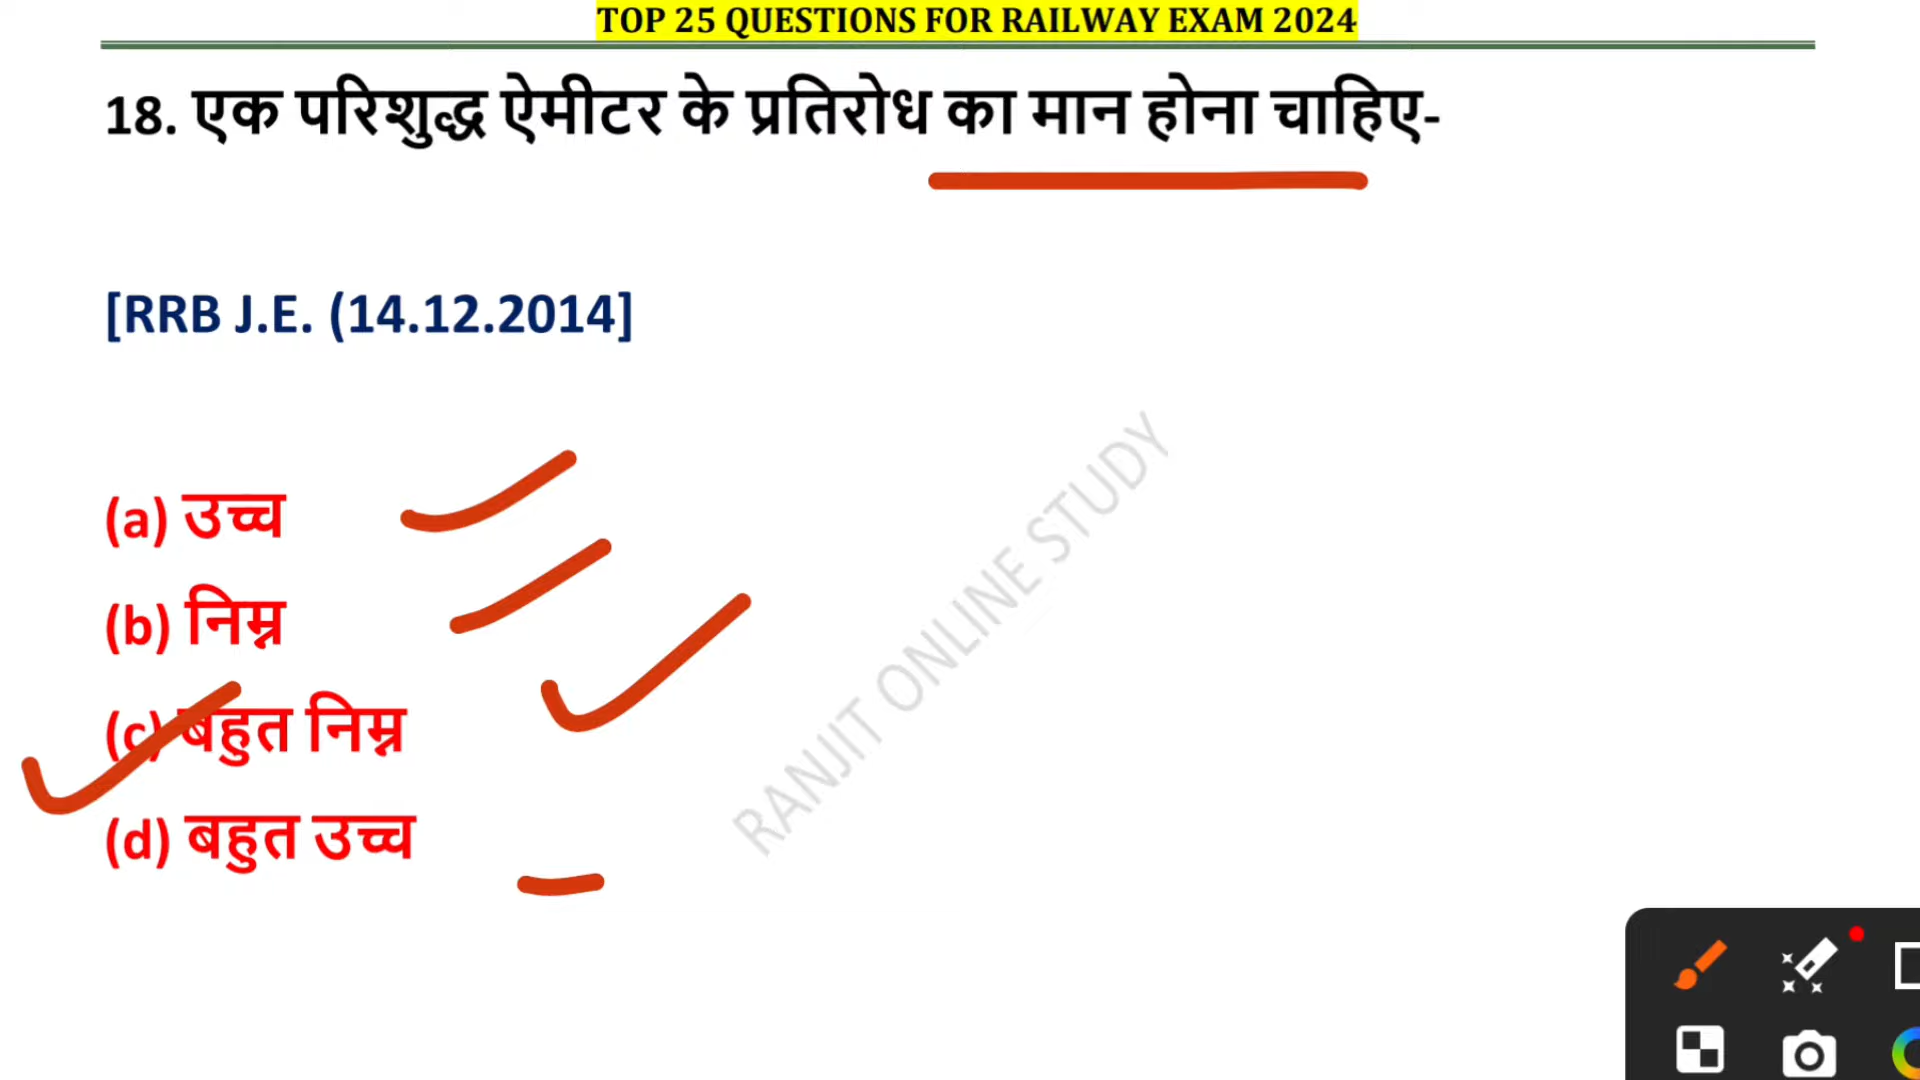 TOP 25 QUESTIONS FOR RAILWAY EXAM 2024
18. एक परिशुद्ध ऐमीटर के प्रतिरोध का मान होना चाहिए-
[RRB J.E. (14.12.2014]
(a) उच्च
(b) निम्न
(c) बहुत निम्न
(d) बहुत उच्च
RANJIT ONLINE STUDY